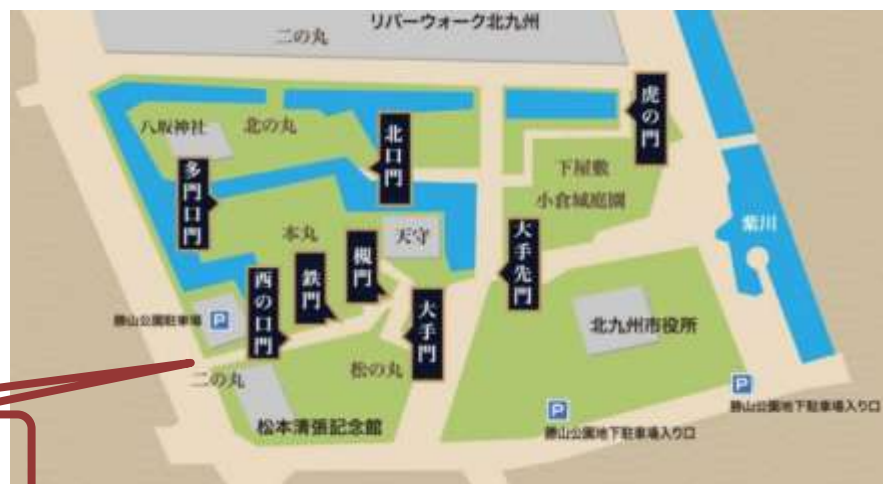 リバーウォーク北九州
二の丸
虎の門
八坂神社
北の丸
北口門
下屋敷
小倉城庭園
多門口門
紫川
本丸
天守
大手先門
槻門
鉄門
西の口門
大手門
勝山公園駐車場
P
北九州市役所
二の丸
松の丸
松本清張記念館
P
勝山公園地下駐車場入り口
P
勝山公園地下駐車場入り口